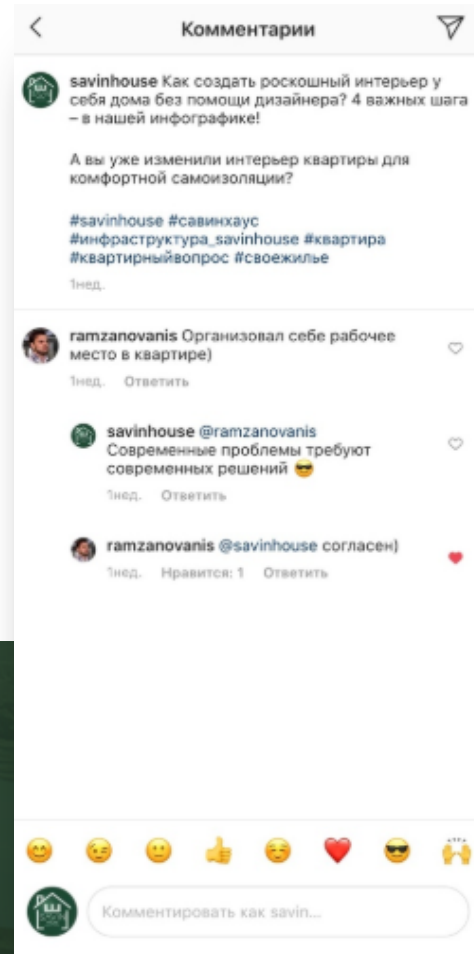 Комментарии
savinhouse Как создать роскошный интерьер у
себя дома без помощи дизайнера? 4 важных шага
– в нашей инфографике!
А вы уже изменили интерьер квартиры для
комфортной самоизоляции?
#savinhouse #савинхаус
#инфраструктура_savinhouse #квартира
#квартирныйвопрос #своежилье
1нед.
ramzanovanis Организовал себе рабочее
место в квартире)
1нед. Ответить
savinhouse @ramzanovanis
Современные проблемы требуют
современных решений 😎
1нед. Ответить
ramzanovanis @savinhouse согласен)
1нед. Нравится: 1 Ответить
Комментировать как savin...